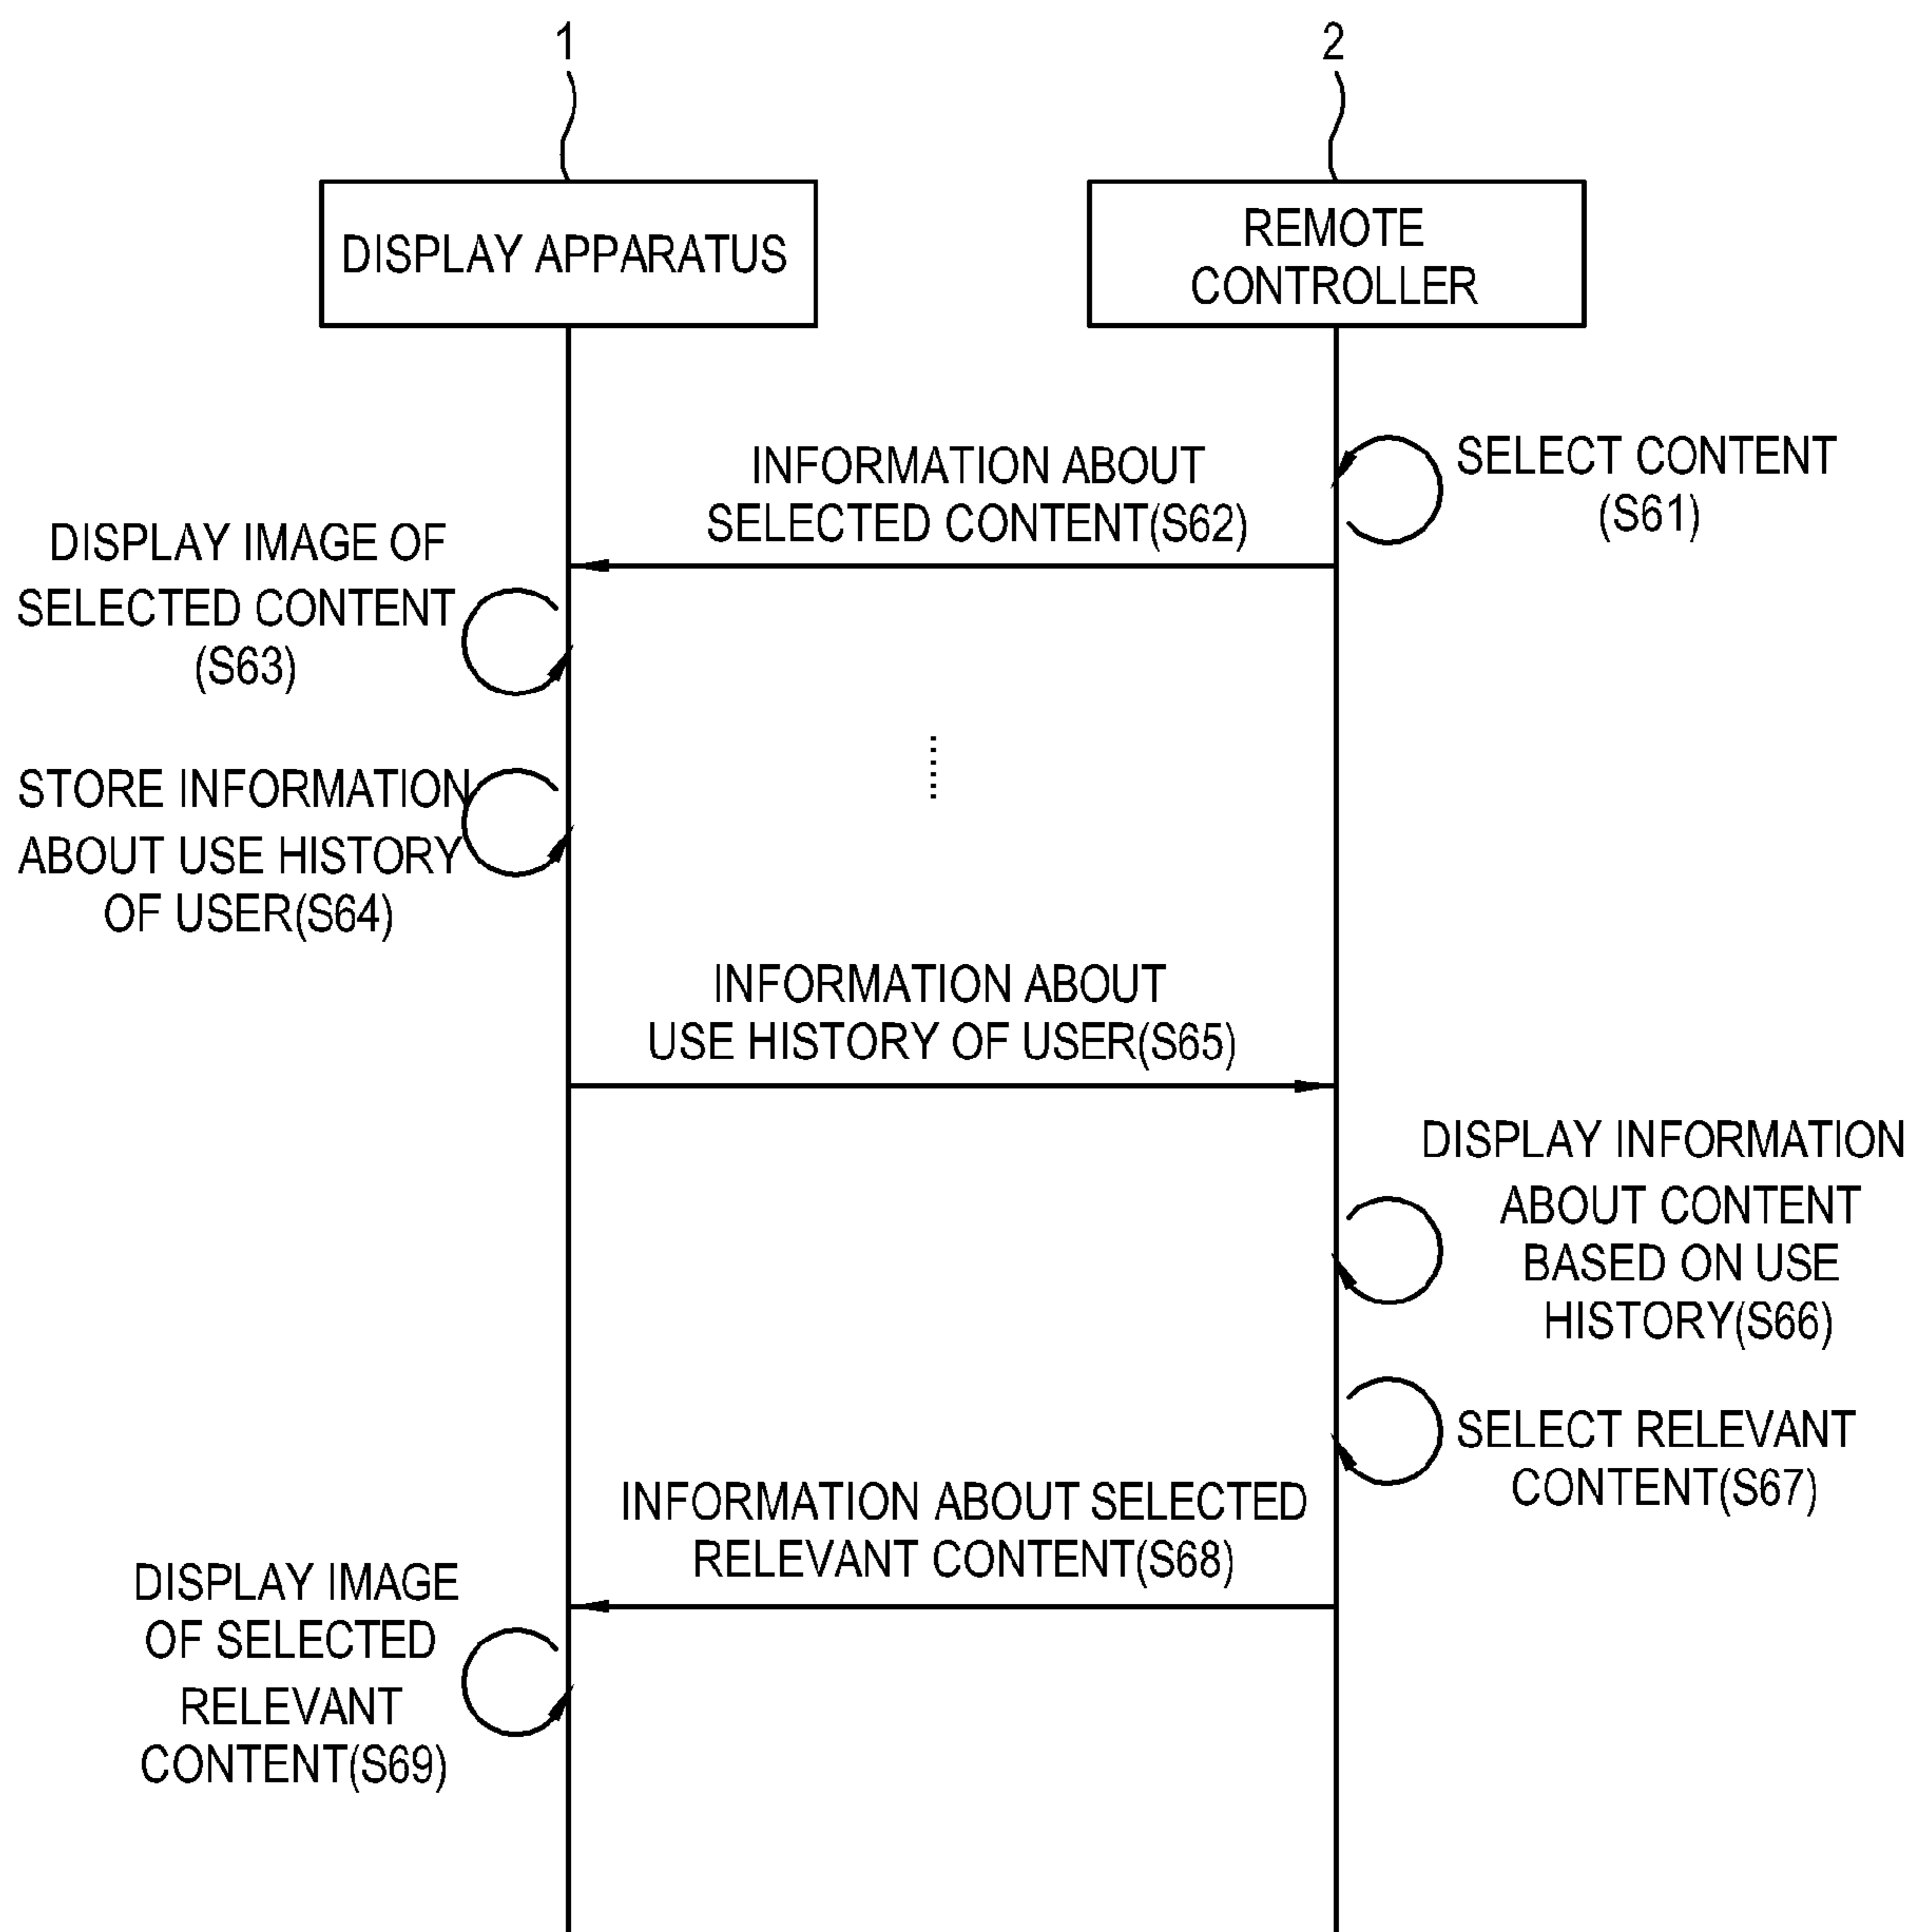 1
2
DISPLAY APPARATUS
REMOTE
CONTROLLER
SELECT CONTENT
(S61)
INFORMATION ABOUT
SELECTED CONTENT(S62)
DISPLAY IMAGE OF
SELECTED CONTENT
(S63)
STORE INFORMATION
ABOUT USE HISTORY
OF USER(S64)
INFORMATION ABOUT
USE HISTORY OF USER(S65)
DISPLAY INFORMATION
ABOUT CONTENT
BASED ON USE
HISTORY(S66)
SELECT RELEVANT
CONTENT(S67)
INFORMATION ABOUT SELECTED
RELEVANT CONTENT(S68)
DISPLAY IMAGE
OF SELECTED
RELEVANT
CONTENT(S69)